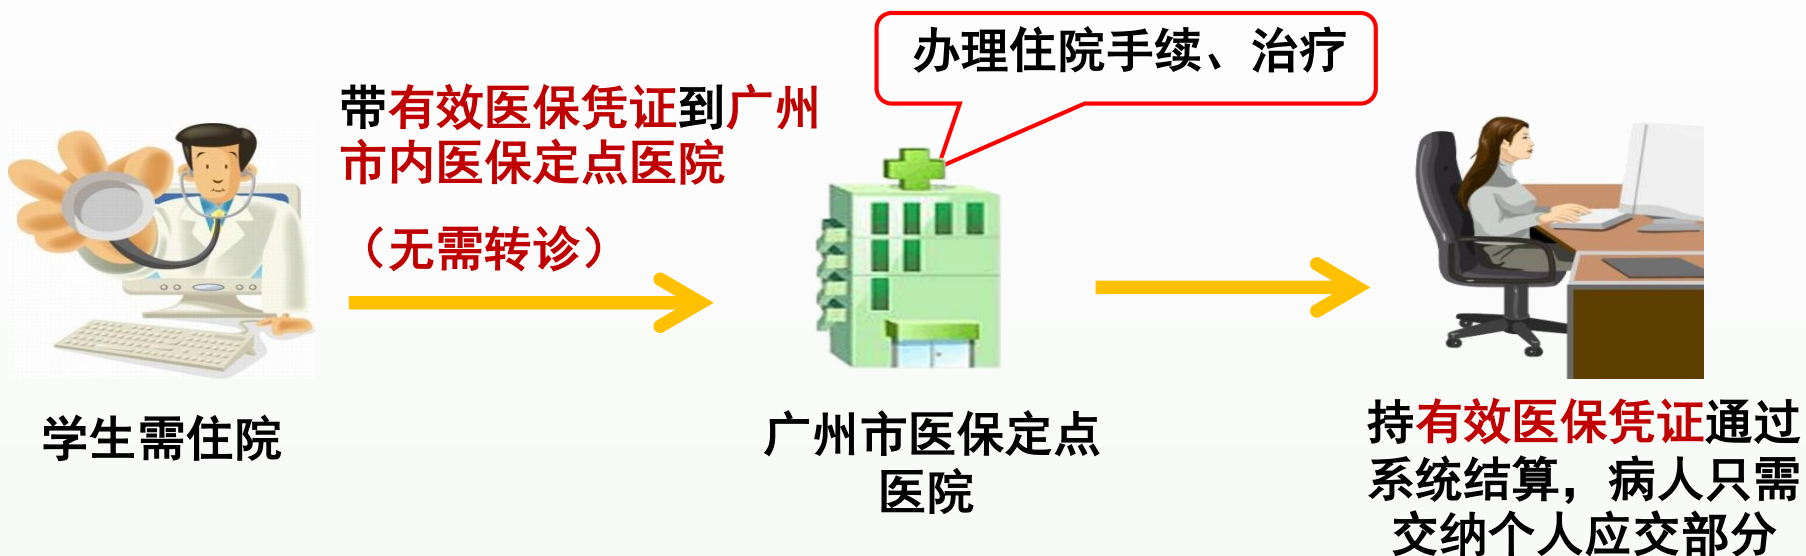 办理住院手续、治疗
带有效医保凭证到广州
市内医保定点医院
（无需转诊）
学生需住院
广州市医保定点
医院
持有效医保凭证通过
系统结算，病人只需
交纳个人应交部分